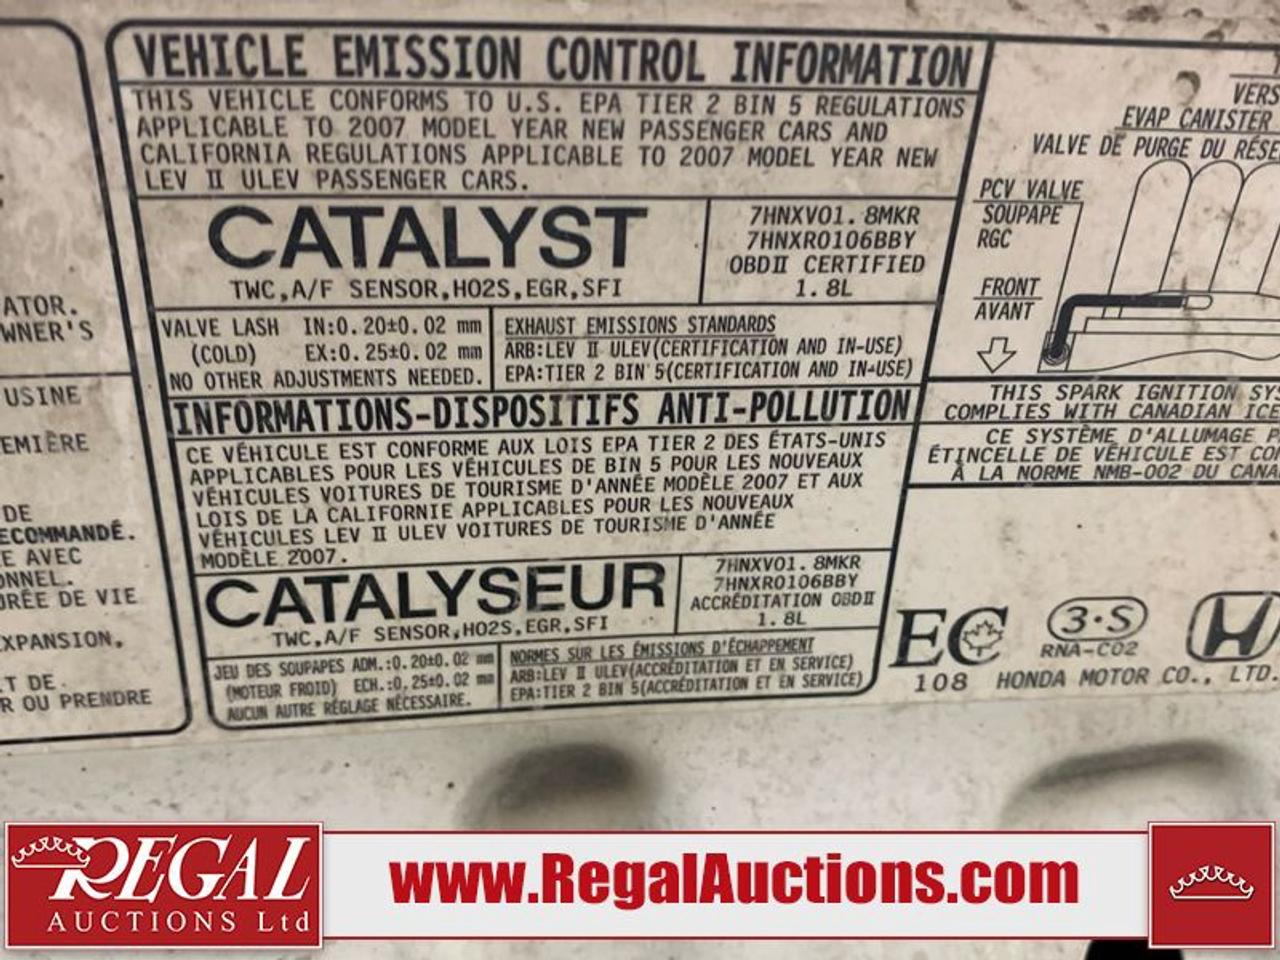 VEHICLE EMISSION CONTROL INFORMATION
THIS VEHICLE CONFORMS TO U.S. EPA TIER 2 BIN 5 REGULATIONS
APPLICABLE TO 2007 MODEL YEAR NEW PASSENGER CARS AND
CALIFORNIA REGULATIONS APPLICABLE TO 2007 MODEL YEAR NEW
LEV II ULEV PASSENGER CARS.
CATALYST
TWC,A/F SENSOR,HO2S,EGR,SFI
7HNXV01.8MKR
7HNXR0106BBY
OBDII CERTIFIED
1.8L
VALVE LASH IN:0.20±0.02 mm
(COLD) EX:0.25±0.02 mm
NO OTHER ADJUSTMENTS NEEDED.
EXHAUST EMISSIONS STANDARDS
ARB:LEV II ULEV(CERTIFICATION AND IN-USE)
EPA:TIER 2 BIN 5(CERTIFICATION AND IN-USE)
INFORMATIONS-DISPOSITIFS ANTI-POLLUTION
CE VÉHICULE EST CONFORME AUX LOIS EPA TIER 2 DES ÉTATS-UNIS
APPLICABLES POUR LES VÉHICULES DE BIN 5 POUR LES NOUVEAUX
VÉHICULES VOITURES DE TOURISME D'ANNÉE MODÈLE 2007 ET AUX
LOIS DE LA CALIFORNIE APPLICABLES POUR LES NOUVEAUX
VÉHICULES LEV II ULEV VOITURES DE TOURISME D'ANNÉE
MODÈLE 2007.
CATALYSEUR
TWC,A/F SENSOR,HO2S,EGR,SFI
7HNXV01.8MKR
7HNXR0106BBY
ACCRÉDITATION OBDII
1.8L
JEU DES SOUPAPES ADM.:0.20±0.02 mm
(MOTEUR FROID) ECH.:0.25±0.02 mm
AUCUN AUTRE RÉGLAGE NÉCESSAIRE.
NORMES SUR LES ÉMISSIONS D'ÉCHAPPEMENT
ARB:LEV II ULEV(ACCRÉDITATION ET EN SERVICE)
EPA:TIER 2 BIN 5(ACCRÉDITATION ET EN SERVICE)
ATOR.
WNER'S
USINE
EMIÈRE
DE
ECOMMANDÉ.
E AVEC
ONNEL.
URÉE DE VIE
XPANSION,
T DE
R OU PRENDRE
VERS
EVAP CANISTER
VALVE DE PURGE DU RÉSE
PCV VALVE
SOUPAPE
RGC
FRONT
AVANT
THIS SPARK IGNITION SYS
COMPLIES WITH CANADIAN ICE
CE SYSTÈME D'ALLUMAGE P
ÉTINCELLE DE VÉHICULE EST CON
À LA NORME NMB-002 DU CANA
EC
108
3·S
RNA-C02
HONDA MOTOR CO., LTD.
REGAL
AUCTIONS Ltd
www.RegalAuctions.com